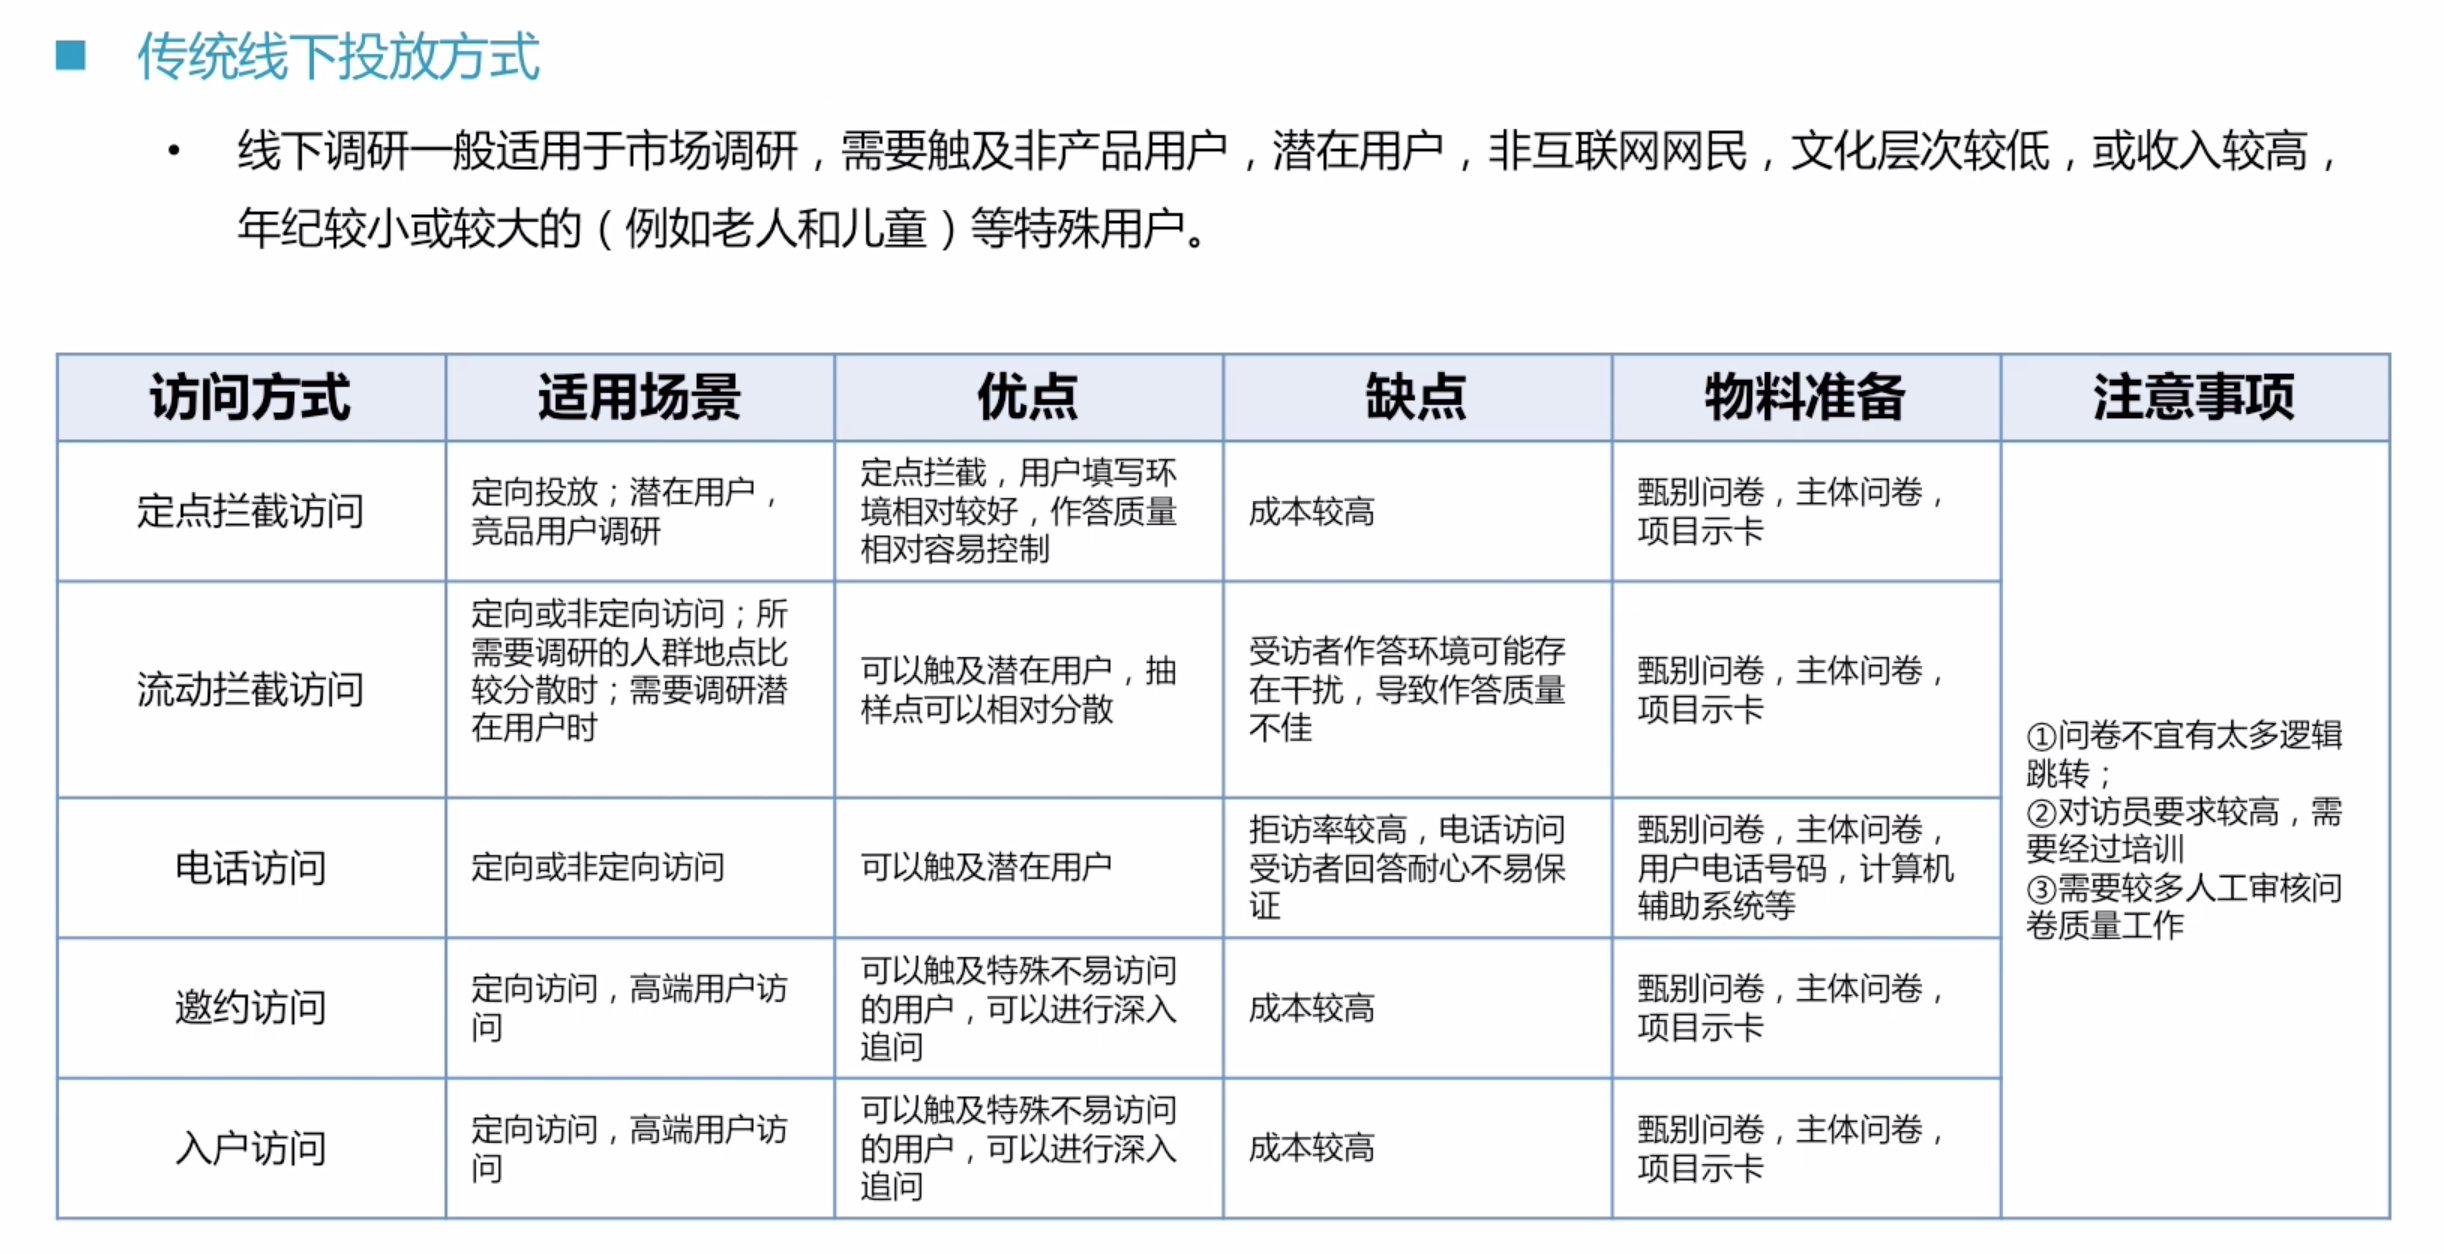 传统线下投放方式
• 线下调研一般适用于市场调研，需要触及非产品用户，潜在用户，非互联网网民，文化层次较低，或收入较高，
年纪较小或较大的（例如老人和儿童）等特殊用户。
访问方式 适用场景 优点 缺点 物料准备 注意事项
定点拦截访问
定向投放；潜在用户，
竞品用户调研
定点拦截，用户填写环
境相对较好，作答质量
相对容易控制
成本较高
甄别问卷，主体问卷，
项目示卡
流动拦截访问
定向或非定向访问；所
需要调研的人群地点比
较分散时；需要调研潜
在用户时
可以触及潜在用户，抽
样点可以相对分散
受访者作答环境可能存
在干扰，导致作答质量
不佳
甄别问卷，主体问卷，
项目示卡
电话访问
定向或非定向访问
可以触及潜在用户
拒访率较高，电话访问
受访者回答耐心不易保
证
甄别问卷，主体问卷，
用户电话号码，计算机
辅助系统等
邀约访问
定向访问，高端用户访
问
可以触及特殊不易访问
的用户，可以进行深入
追问
成本较高
甄别问卷，主体问卷，
项目示卡
入户访问
定向访问，高端用户访
问
可以触及特殊不易访问
的用户，可以进行深入
追问
成本较高
甄别问卷，主体问卷，
项目示卡
①问卷不宜有太多逻辑
跳转；
②对访员要求较高，需
要经过培训
③需要较多人工审核问
卷质量工作